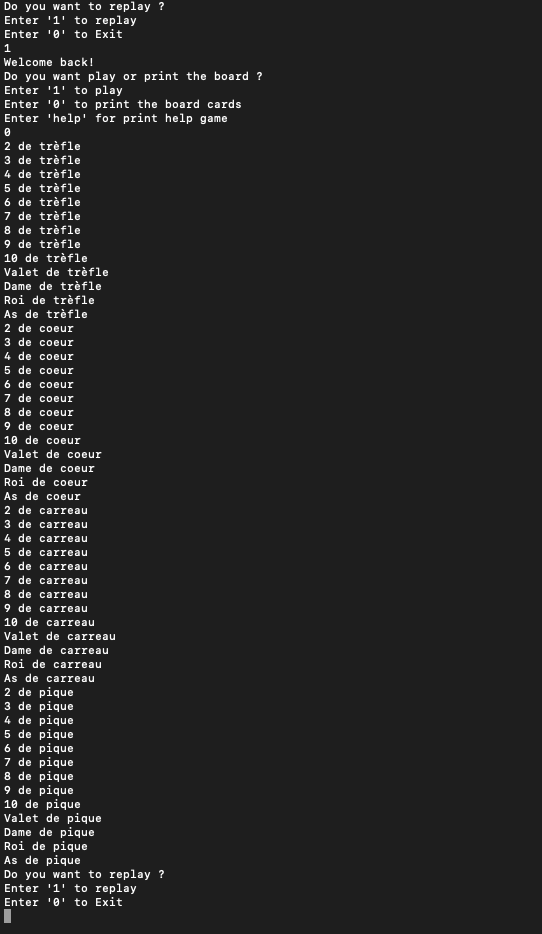 Do you want to replay ?
Enter '1' to replay
Enter '0' to Exit
1
Welcome back!
Do you want play or print the board ?
Enter '1' to play
Enter '0' to print the board cards
Enter 'help' for print help game
0
2 de trèfle
3 de trèfle
4 de trèfle
5 de trèfle
6 de trèfle
7 de trèfle
8 de trèfle
9 de trèfle
10 de trèfle
Valet de trèfle
Dame de trèfle
Roi de trèfle
As de trèfle
2 de coeur
3 de coeur
4 de coeur
5 de coeur
6 de coeur
7 de coeur
8 de coeur
9 de coeur
10 de coeur
Valet de coeur
Dame de coeur
Roi de coeur
As de coeur
2 de carreau
3 de carreau
4 de carreau
5 de carreau
6 de carreau
7 de carreau
8 de carreau
9 de carreau
10 de carreau
Valet de carreau
Dame de carreau
Roi de carreau
As de carreau
2 de pique
3 de pique
4 de pique
5 de pique
6 de pique
7 de pique
8 de pique
9 de pique
10 de pique
Valet de pique
Dame de pique
Roi de pique
As de pique
Do you want to replay ?
Enter '1' to replay
Enter '0' to Exit